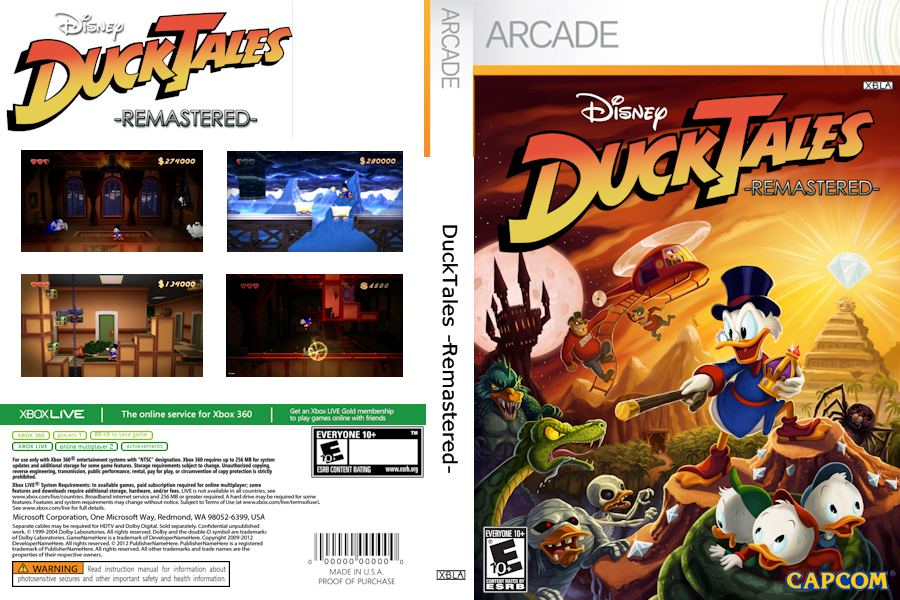 Disney
DUCKTALES
-REMASTERED-
$274000
$280000
$134000
$4500
XBOX LIVE
The online service for Xbox 360
Get an Xbox LIVE Gold membership
to play games online with friends
XBOX 360
players 1
88 KB to save game
XBOX LIVE
online multiplayer 2
achievements
For use only with Xbox 360® entertainment systems with "NTSC" designation. Xbox 360 requires up to 256 MB for system
updates and additional storage for some game features. Storage requirements subject to change. Unauthorized copying,
reverse engineering, transmission, public performance, rental, pay for play, or circumvention of copy protection is strictly
prohibited.
Xbox LIVE® System Requirements: In available games, paid subscription required for online multiplayer; some
features and downloads require additional storage, hardware, and/or fees. LIVE is not available in all countries, see
www.xbox.com/live/countries. Broadband internet service and 256 MB or greater required. A hard drive may be required for some
features. Features and system requirements may change without notice. Subject to Terms of Use (at www.xbox.com/live/termsofuse).
See www.xbox.com/live for full details.
Microsoft Corporation, One Microsoft Way, Redmond, WA 98052-6399, USA
Separate cables may be required for HDTV and Dolby Digital. Sold separately. Confidential unpublished
work. © 1999-2004 Dolby Laboratories. All rights reserved. Dolby and the double-D symbol are trademarks
of Dolby Laboratories. GameNameHere is a trademark of DeveloperNameHere. Copyright 2009-2012
DeveloperNameHere. All rights reserved. © 2012 PublisherNameHere. PublisherNameHere is a registered
trademark of PublisherNameHere. All rights reserved. All other trademarks and trade names are the
properties of their respective owners.
WARNING Read instruction manual for information about
photosensitive seizures and other important safety and health information.
EVERYONE 10+ ™
E
10+
ESRB CONTENT RATING www.esrb.org
0 00000 00000 0
MADE IN U.S.A.
PROOF OF PURCHASE
ARCADE
DuckTales -Remastered-
XBLA
ARCADE
XBLA
Disney
DUCKTALES
-REMASTERED-
EVERYONE 10+
E
10+
CONTENT RATED BY
ESRB
CAPCOM